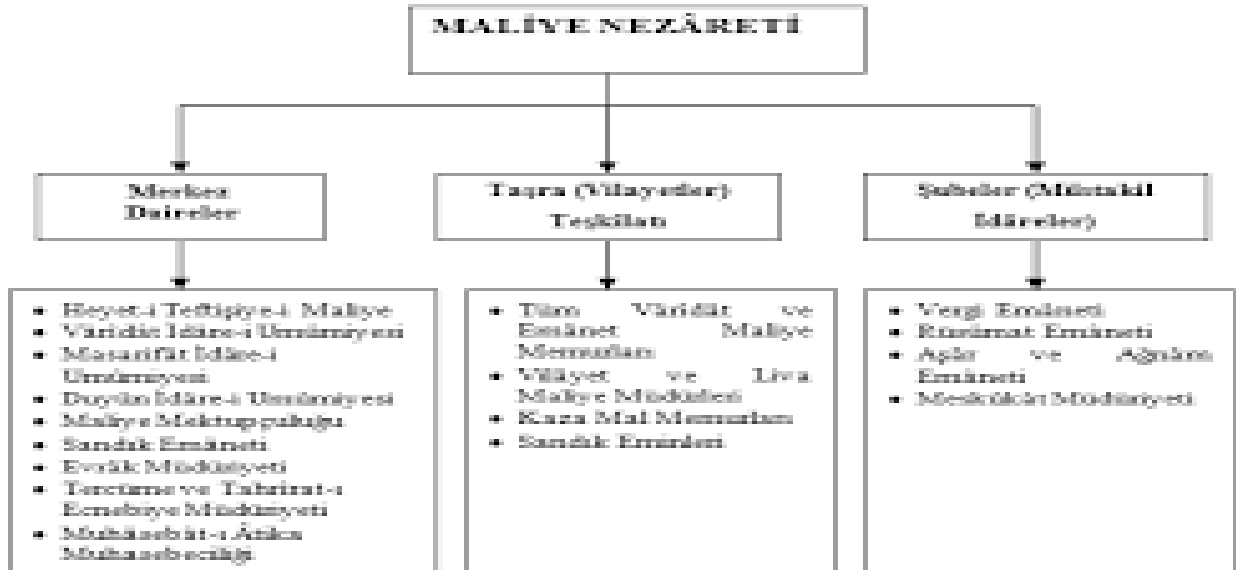 MALİYE NEZÂRETİ
Merkez
Daireler
Taşra (Vilayetler)
Teşkilatı
Şubeler (Müstakil
İdâreler)
• Heyet-i Teftişiye-i Maliye
• Vâridât İdâre-i Umûmiyesi
• Masarifât İdâre-i
Umûmiyesi
• Duyûn İdâre-i Umûmiyesi
• Maliye Mektupçuluğu
• Sandık Emâneti
• Evrâk Müdüriyeti
• Tercüme ve Tahrirat-ı
Ecnebiye Müdüriyeti
• Muhâsebât-ı Âtika
Muhasebeciliği
• Tüm Vâridât ve
Emânet Maliye
Memurları
• Vilâyet ve Liva
Maliye Müdürleri
• Kaza Mal Memurları
• Sandık Eminleri
• Vergi Emâneti
• Rüsûmat Emâneti
• Aşâr ve Ağnâm
Emâneti
• Meskûkât Müdüriyeti